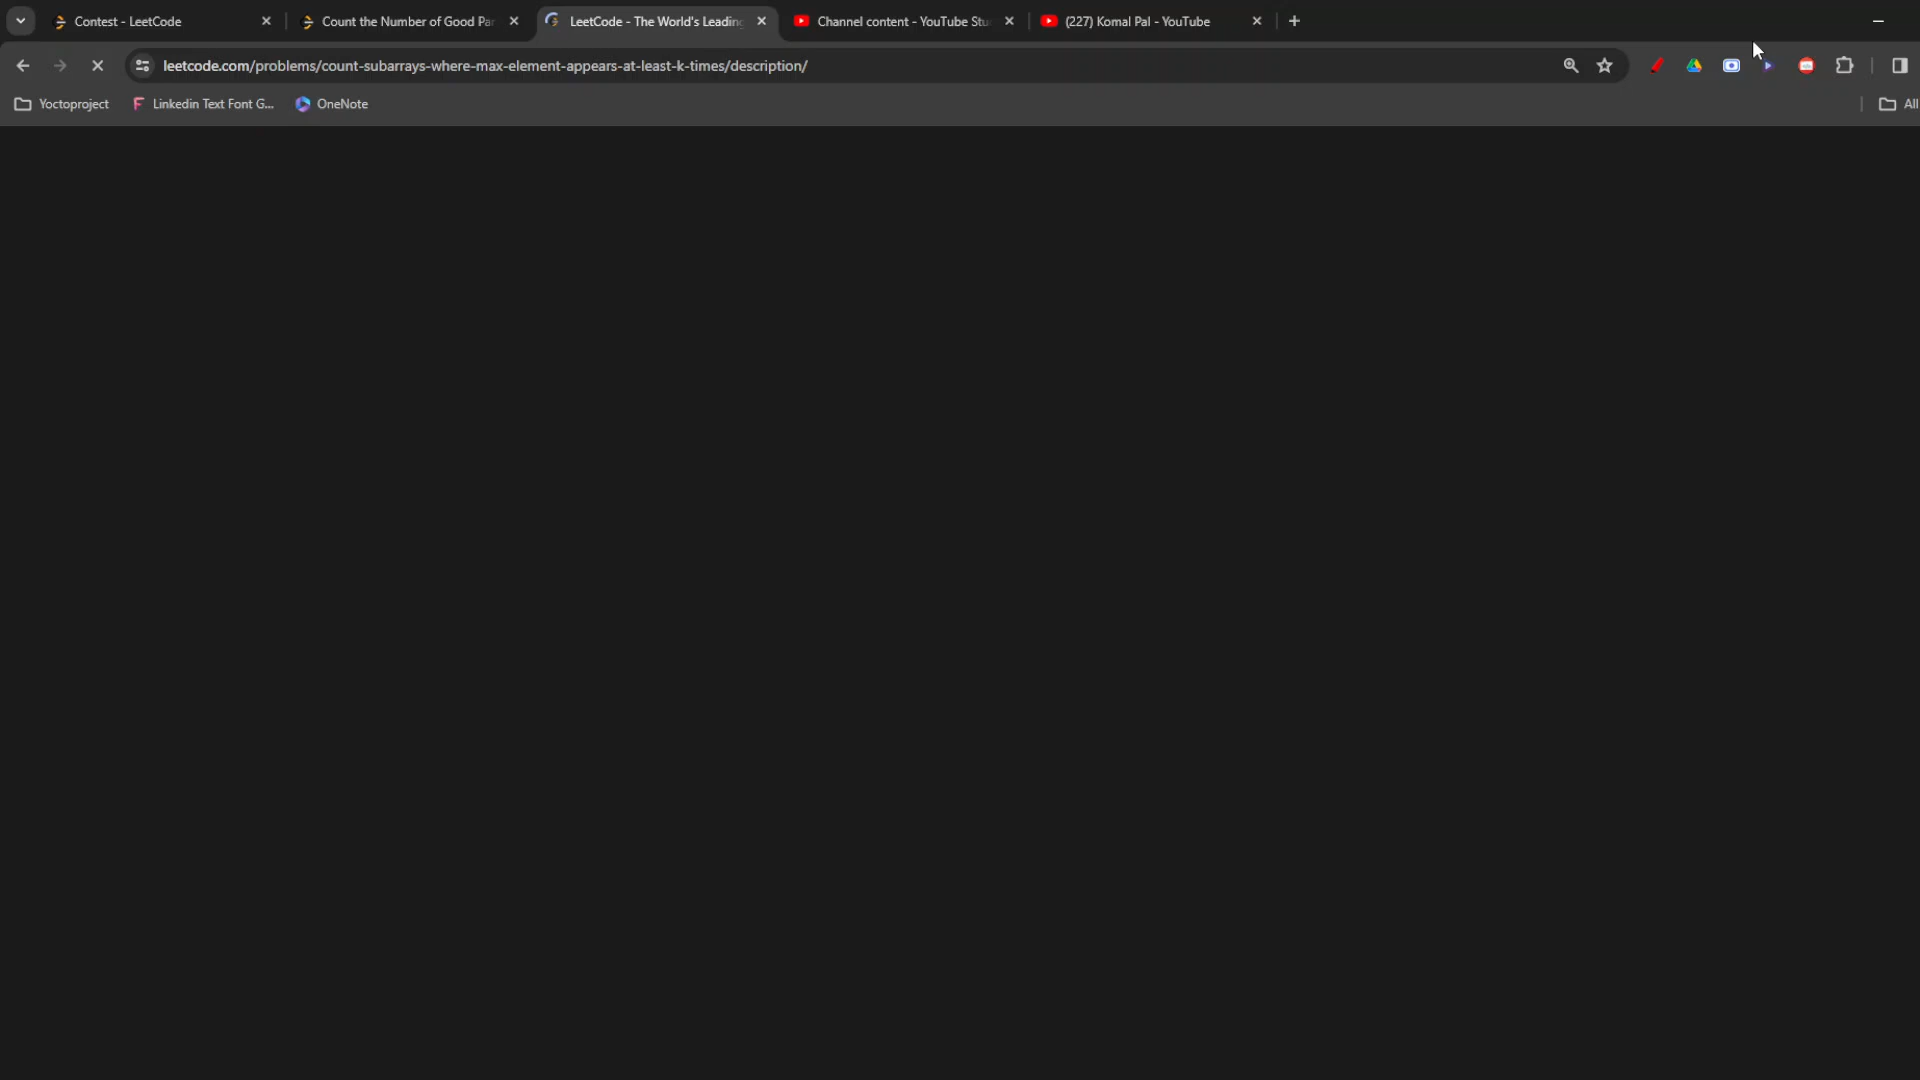 Contest - LeetCode
Count the Number of Good Par
LeetCode - The World's Leading
Channel content - YouTube Stu
(227) Komal Pal - YouTube
leetcode.com/problems/count-subarrays-where-max-element-appears-at-least-k-times/description/
Yoctoproject
Linkedin Text Font G...
OneNote
All